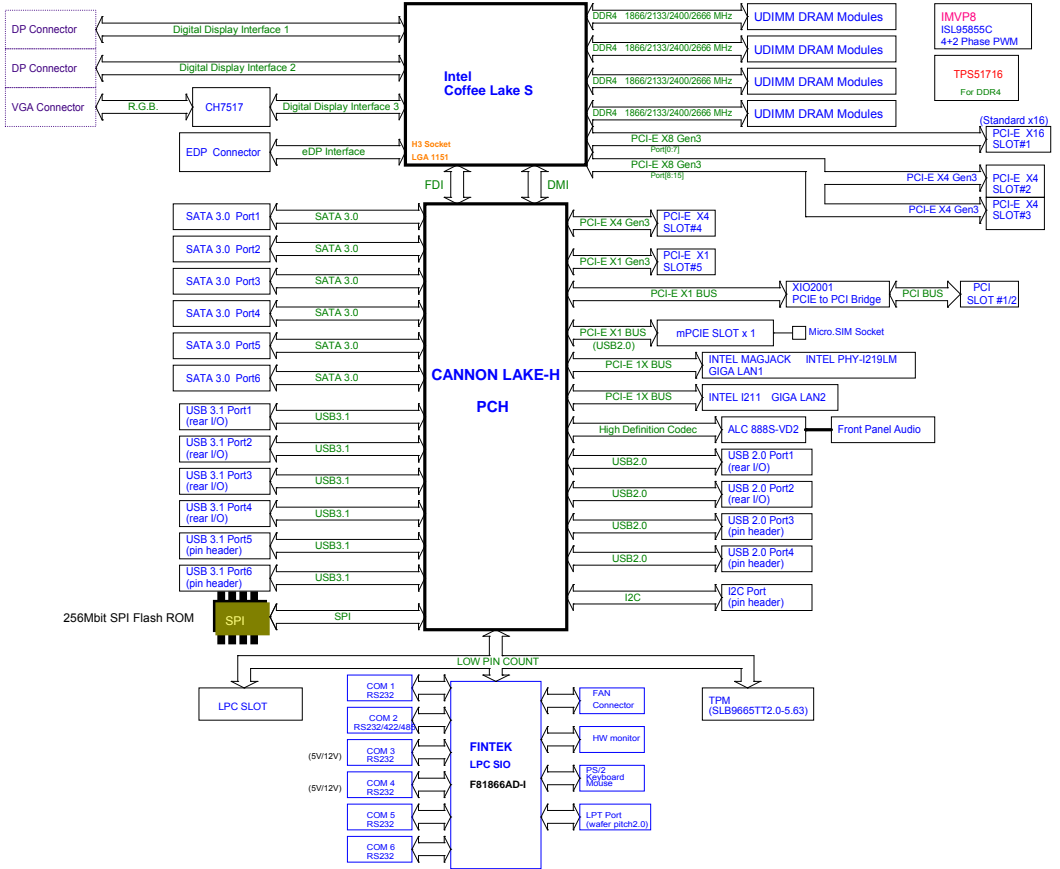 DP Connector
Digital Display Interface 1
DP Connector
Digital Display Interface 2
VGA Connector
R.G.B.
CH7517
Digital Display Interface 3
EDP Connector
eDP Interface
Intel
Coffee Lake S
H3 Socket
LGA 1151
DDR4 1866/2133/2400/2666 MHz
UDIMM DRAM Modules
DDR4 1866/2133/2400/2666 MHz
UDIMM DRAM Modules
DDR4 1866/2133/2400/2666 MHz
UDIMM DRAM Modules
DDR4 1866/2133/2400/2666 MHz
UDIMM DRAM Modules
IMVP8
ISL95855C
4+2 Phase PWM
TPS51716
For DDR4
(Standard x16)
PCI-E X8 Gen3
Port[0:7]
PCI-E X16
SLOT#1
PCI-E X8 Gen3
Port[8:15]
PCI-E X4 Gen3
PCI-E X4
SLOT#2
PCI-E X4 Gen3
PCI-E X4
SLOT#3
FDI
DMI
CANNON LAKE-H
PCH
SATA 3.0 Port1
SATA 3.0
SATA 3.0 Port2
SATA 3.0
SATA 3.0 Port3
SATA 3.0
SATA 3.0 Port4
SATA 3.0
SATA 3.0 Port5
SATA 3.0
SATA 3.0 Port6
SATA 3.0
USB 3.1 Port1
(rear I/O)
USB3.1
USB 3.1 Port2
(rear I/O)
USB3.1
USB 3.1 Port3
(rear I/O)
USB3.1
USB 3.1 Port4
(rear I/O)
USB3.1
USB 3.1 Port5
(pin header)
USB3.1
USB 3.1 Port6
(pin header)
USB3.1
256Mbit SPI Flash ROM
SPI
SPI
PCI-E X4 Gen3
PCI-E X4
SLOT#4
PCI-E X1 Gen3
PCI-E X1
SLOT#5
PCI-E X1 BUS
XIO2001
PCIE to PCI Bridge
PCI BUS
PCI
SLOT #1/2
PCI-E X1 BUS
(USB2.0)
mPCIE SLOT x 1
Micro.SIM Socket
PCI-E 1X BUS
INTEL MAGJACK INTEL PHY-I219LM
GIGA LAN1
PCI-E 1X BUS
INTEL I211 GIGA LAN2
High Definition Codec
ALC 888S-VD2
Front Panel Audio
USB2.0
USB 2.0 Port1
(rear I/O)
USB2.0
USB 2.0 Port2
(rear I/O)
USB2.0
USB 2.0 Port3
(pin header)
USB2.0
USB 2.0 Port4
(pin header)
I2C
I2C Port
(pin header)
LOW PIN COUNT
LPC SLOT
TPM
(SLB9665TT2.0-5.63)
FINTEK
LPC SIO
F81866AD-I
COM 1
RS232
COM 2
RS232/422/485
(5V/12V)
COM 3
RS232
(5V/12V)
COM 4
RS232
COM 5
RS232
COM 6
RS232
FAN
Connector
HW monitor
PS/2
Keyboard
Mouse
LPT Port
(wafer pitch2.0)